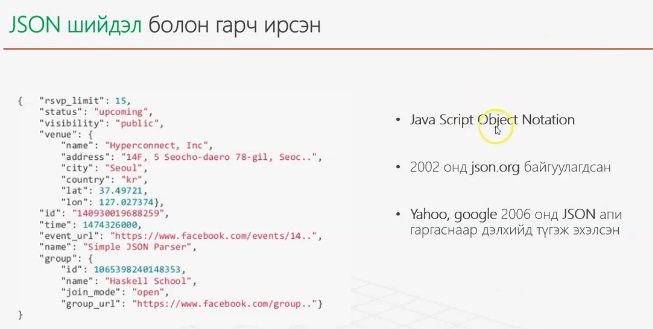 JSON шийдэл болон гарч ирсэн
{ "rsvp_limit": 15,
"status": "upcoming",
"visibility": "public",
"venue": {
"name": "Hyperconnect, Inc",
"address": "14F, 5 Seocho-daero 78-gil, Seoc..",
"city": "Seoul",
"country": "kr",
"lat": 37.49721,
"lon": 127.027374},
"id": "140930019688259",
"time": 1474326000,
"event_url": "https://www.facebook.com/events/14..",
"name": "Simple JSON Parser",
"group": {
"id": 1065398240148353,
"name": "Haskell School",
"join_mode": "open",
"group_url": "https://www.facebook.com/group.."}
}
• Java Script Object Notation
• 2002 онд json.org байгуулагдсан
• Yahoo, google 2006 онд JSON апи
гаргаснаар дэлхийд түгэж эхэлсэн